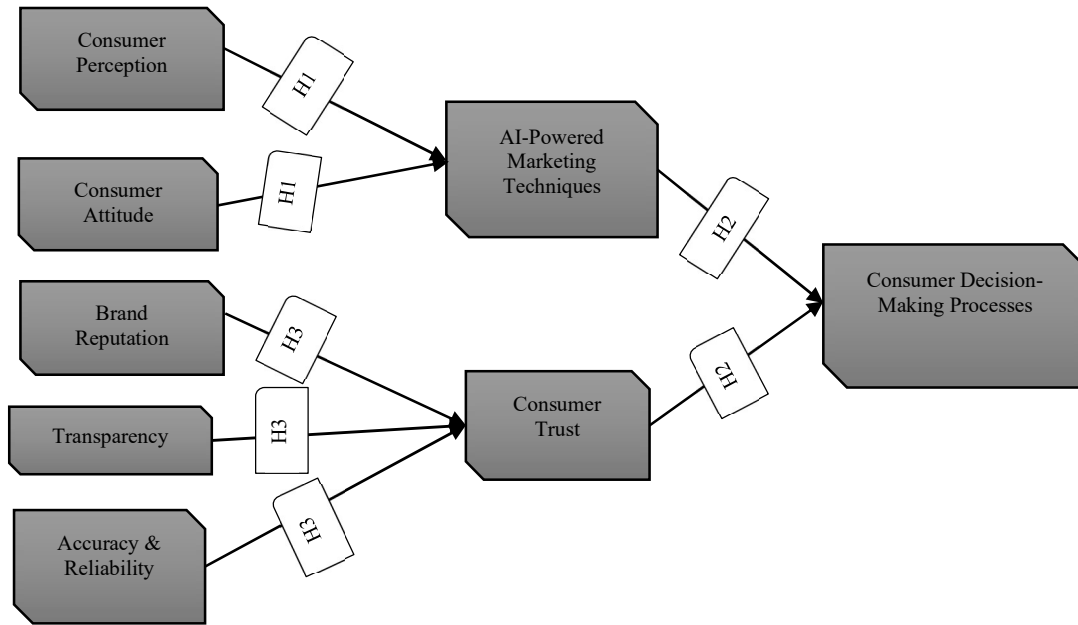 Consumer
Perception
H1
Consumer
Attitude
H1
AI-Powered
Marketing
Techniques
H2
Consumer Decision-
Making Processes
Brand
Reputation
H3
Transparency
H3
Accuracy &
Reliability
H3
Consumer
Trust
H2